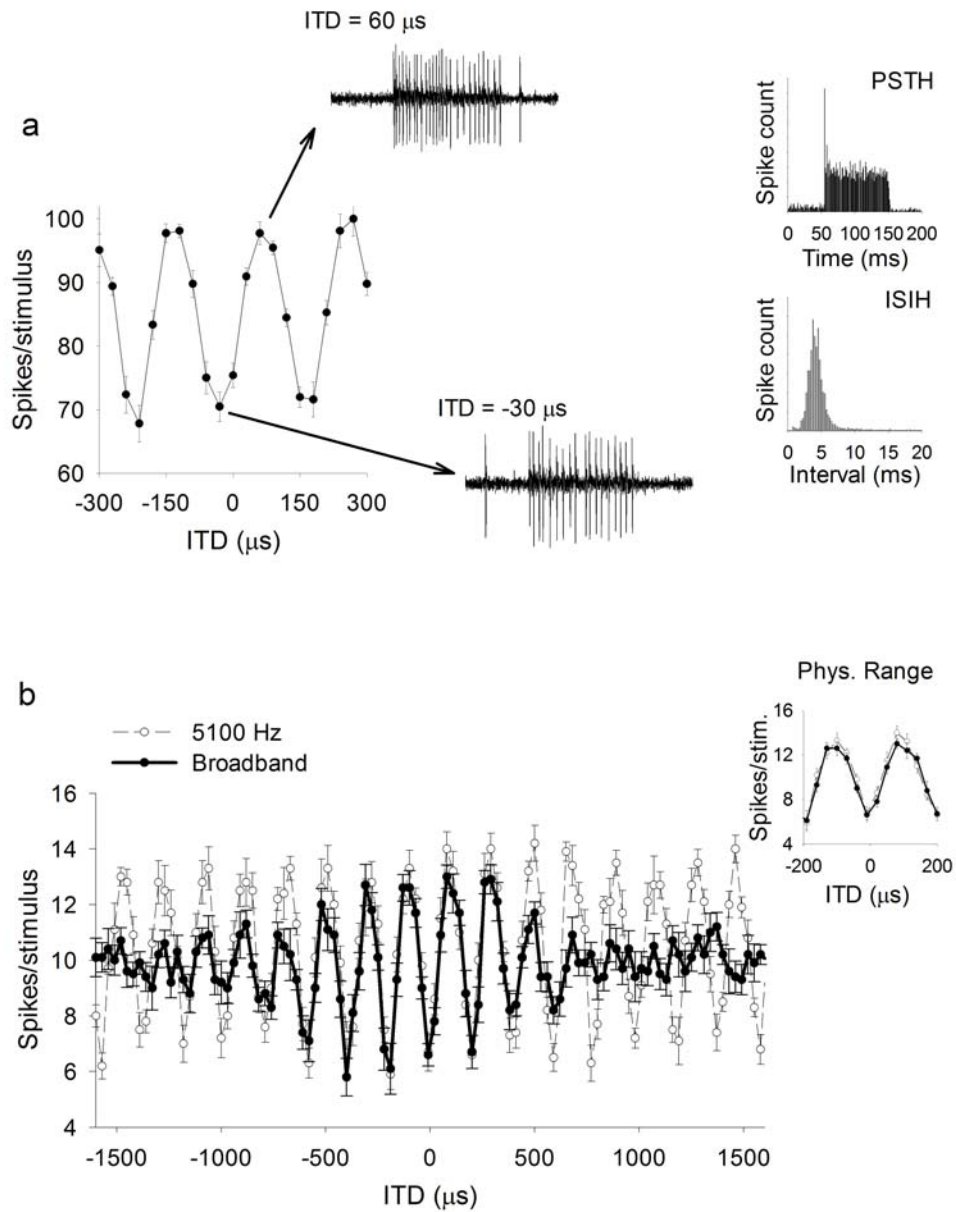 ITD = 60 μs
a
PSTH
Spike count
0 50 100 150 200
Time (ms)
100
90
80
70
60
Spikes/stimulus
-300 -150 0 150 300
ITD (μs)
ITD = -30 μs
ISIH
Spike count
0 5 10 15 20
Interval (ms)
b
5100 Hz
Broadband
Phys. Range
16
12
8
4
Spikes/stim.
-200 0 200
ITD (μs)
16
14
12
10
8
6
4
Spikes/stimulus
-1500 -1000 -500 0 500 1000 1500
ITD (μs)